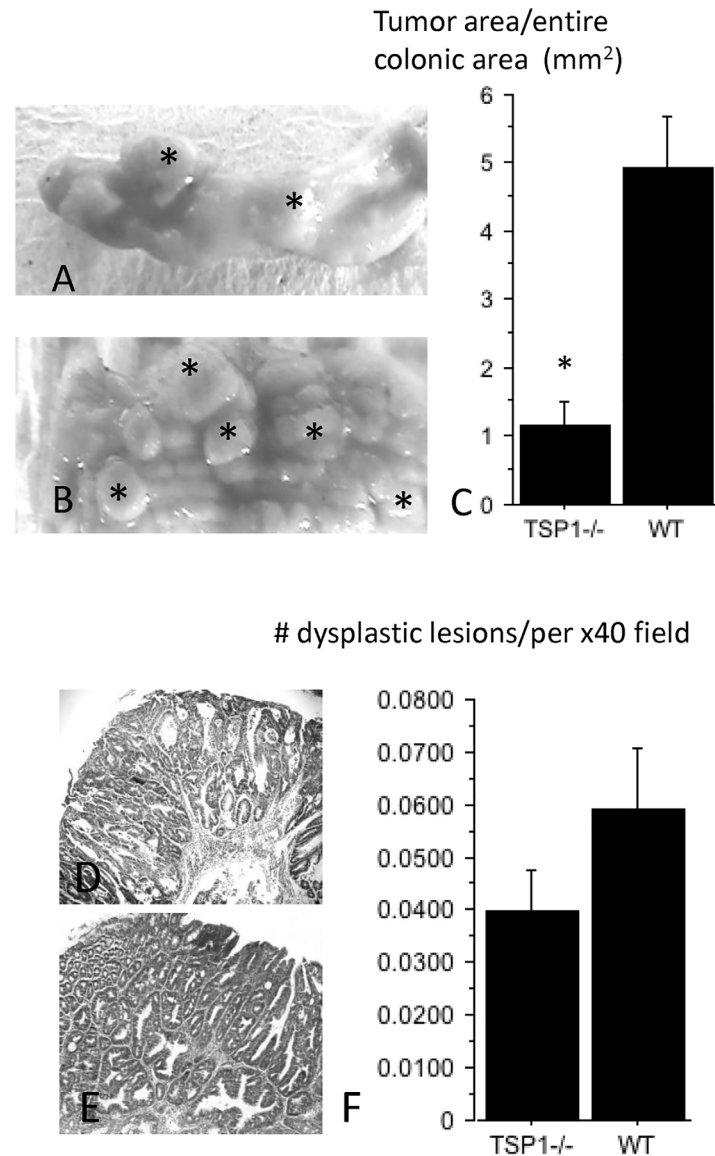 Tumor area/entire
colonic area (mm²)
*
*
A
*
*
*
*
*
B
6
5
4
3
2
1
0
*
C
TSP1-/-
WT
# dysplastic lesions/per x40 field
D
E
0.0800
0.0700
0.0600
0.0500
0.0400
0.0300
0.0200
0.0100
0
F
TSP1-/-
WT